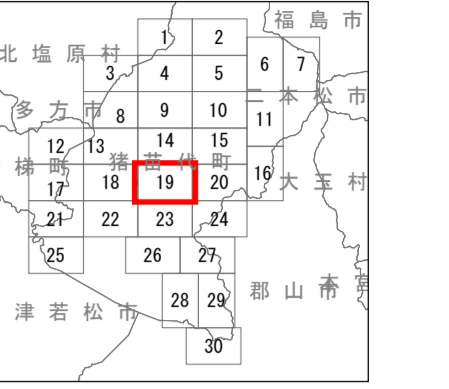 福島市
1 2
北塩原村
6 7
3 4 5
二本松市
多方市
8 9 10
11
12 13 14 15
猪苗代町
梯町
16
17 18 19 20
大玉村
21 22 23 24
25 26 27
郡山市
本宮
28 29
津若松市
30